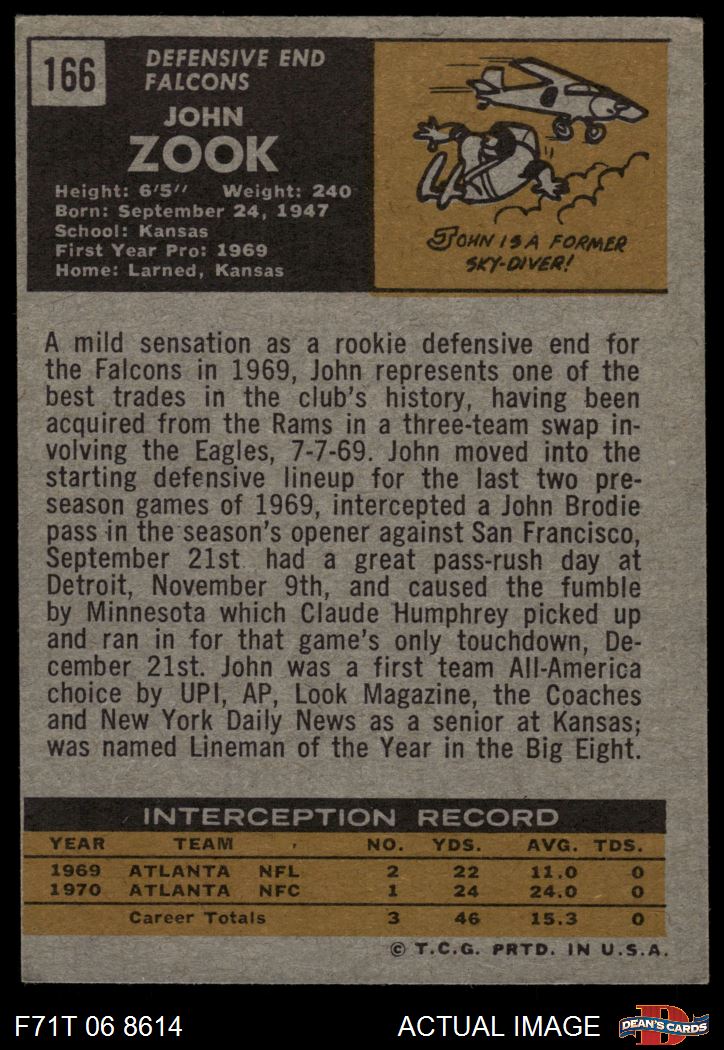 166
DEFENSIVE END
FALCONS
JOHN
ZOOK
Height: 6'5" Weight: 240
Born: September 24, 1947
School: Kansas
First Year Pro: 1969
Home: Larned, Kansas
JOHN IS A FORMER
SKY-DIVER!
A mild sensation as a rookie defensive end for
the Falcons in 1969, John represents one of the
best trades in the club's history, having been
acquired from the Rams in a three-team swap in-
volving the Eagles, 7-7-69. John moved into the
starting defensive lineup for the last two pre-
season games of 1969, intercepted a John Brodie
pass in the season's opener against San Francisco,
September 21st had a great pass-rush day at
Detroit, November 9th, and caused the fumble
by Minnesota which Claude Humphrey picked up
and ran in for that game's only touchdown, De-
cember 21st. John was a first team All-America
choice by UPI, AP, Look Magazine, the Coaches
and New York Daily News as a senior at Kansas;
was named Lineman of the Year in the Big Eight.
INTERCEPTION RECORD
YEAR TEAM NO. YDS. AVG. TDS.
1969 ATLANTA NFL 2 22 11.0 0
1970 ATLANTA NFC 1 24 24.0 0
Career Totals 3 46 15.3 0
© T.C.G. PRTD. IN U.S.A.
F71T 06 8614 ACTUAL IMAGE D DEAN'S CARDS